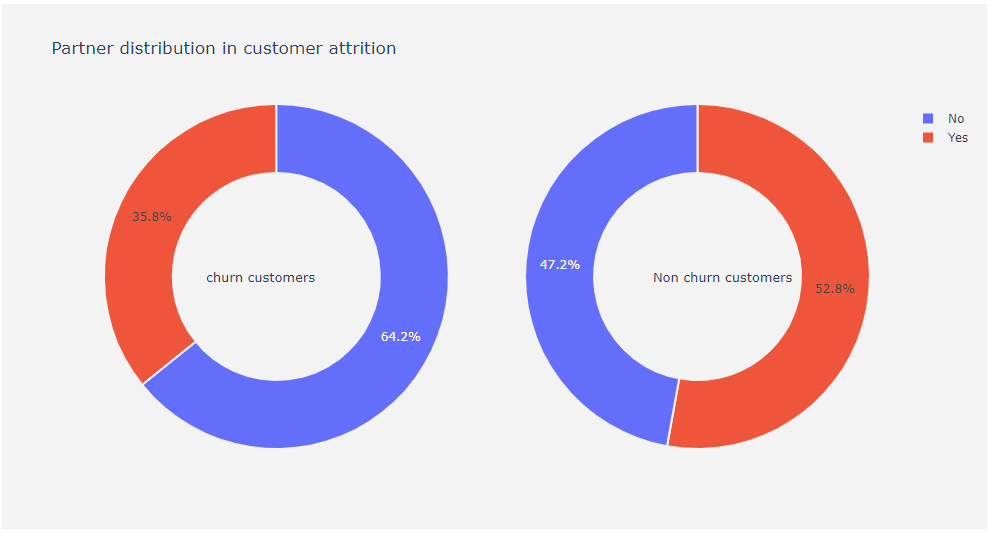 Partner distribution in customer attrition
No
Yes
35.8%
churn customers
64.2%
47.2%
Non churn customers
52.8%